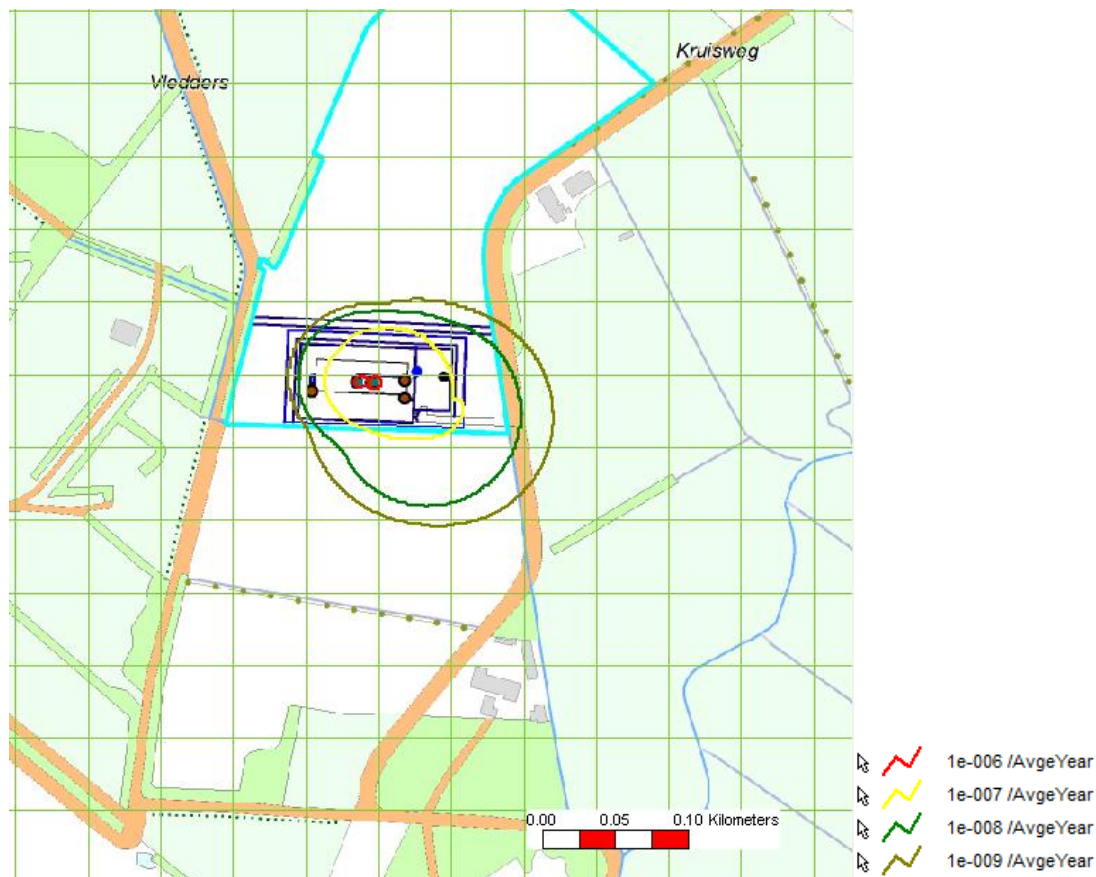 Kruisweg
Vledders
0.00 0.05 0.10 Kilometers
1e-006 /AvgeYear
1e-007 /AvgeYear
1e-008 /AvgeYear
1e-009 /AvgeYear